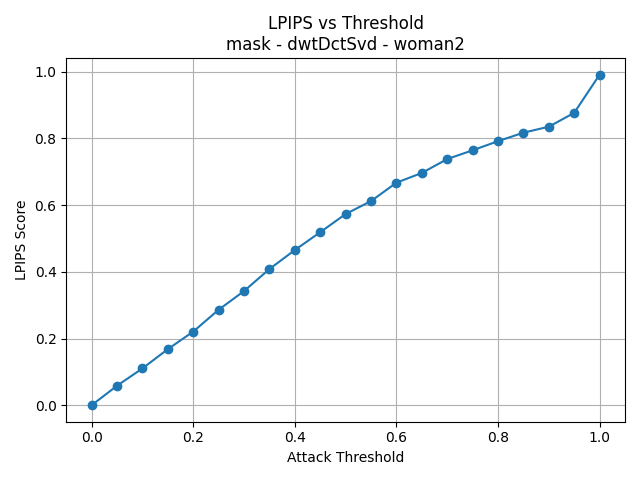 LPIPS vs Threshold
mask - dwtDctSvd - woman2
LPIPS Score
1.0
0.8
0.6
0.4
0.2
0.0
0.0 0.2 0.4 0.6 0.8 1.0
Attack Threshold